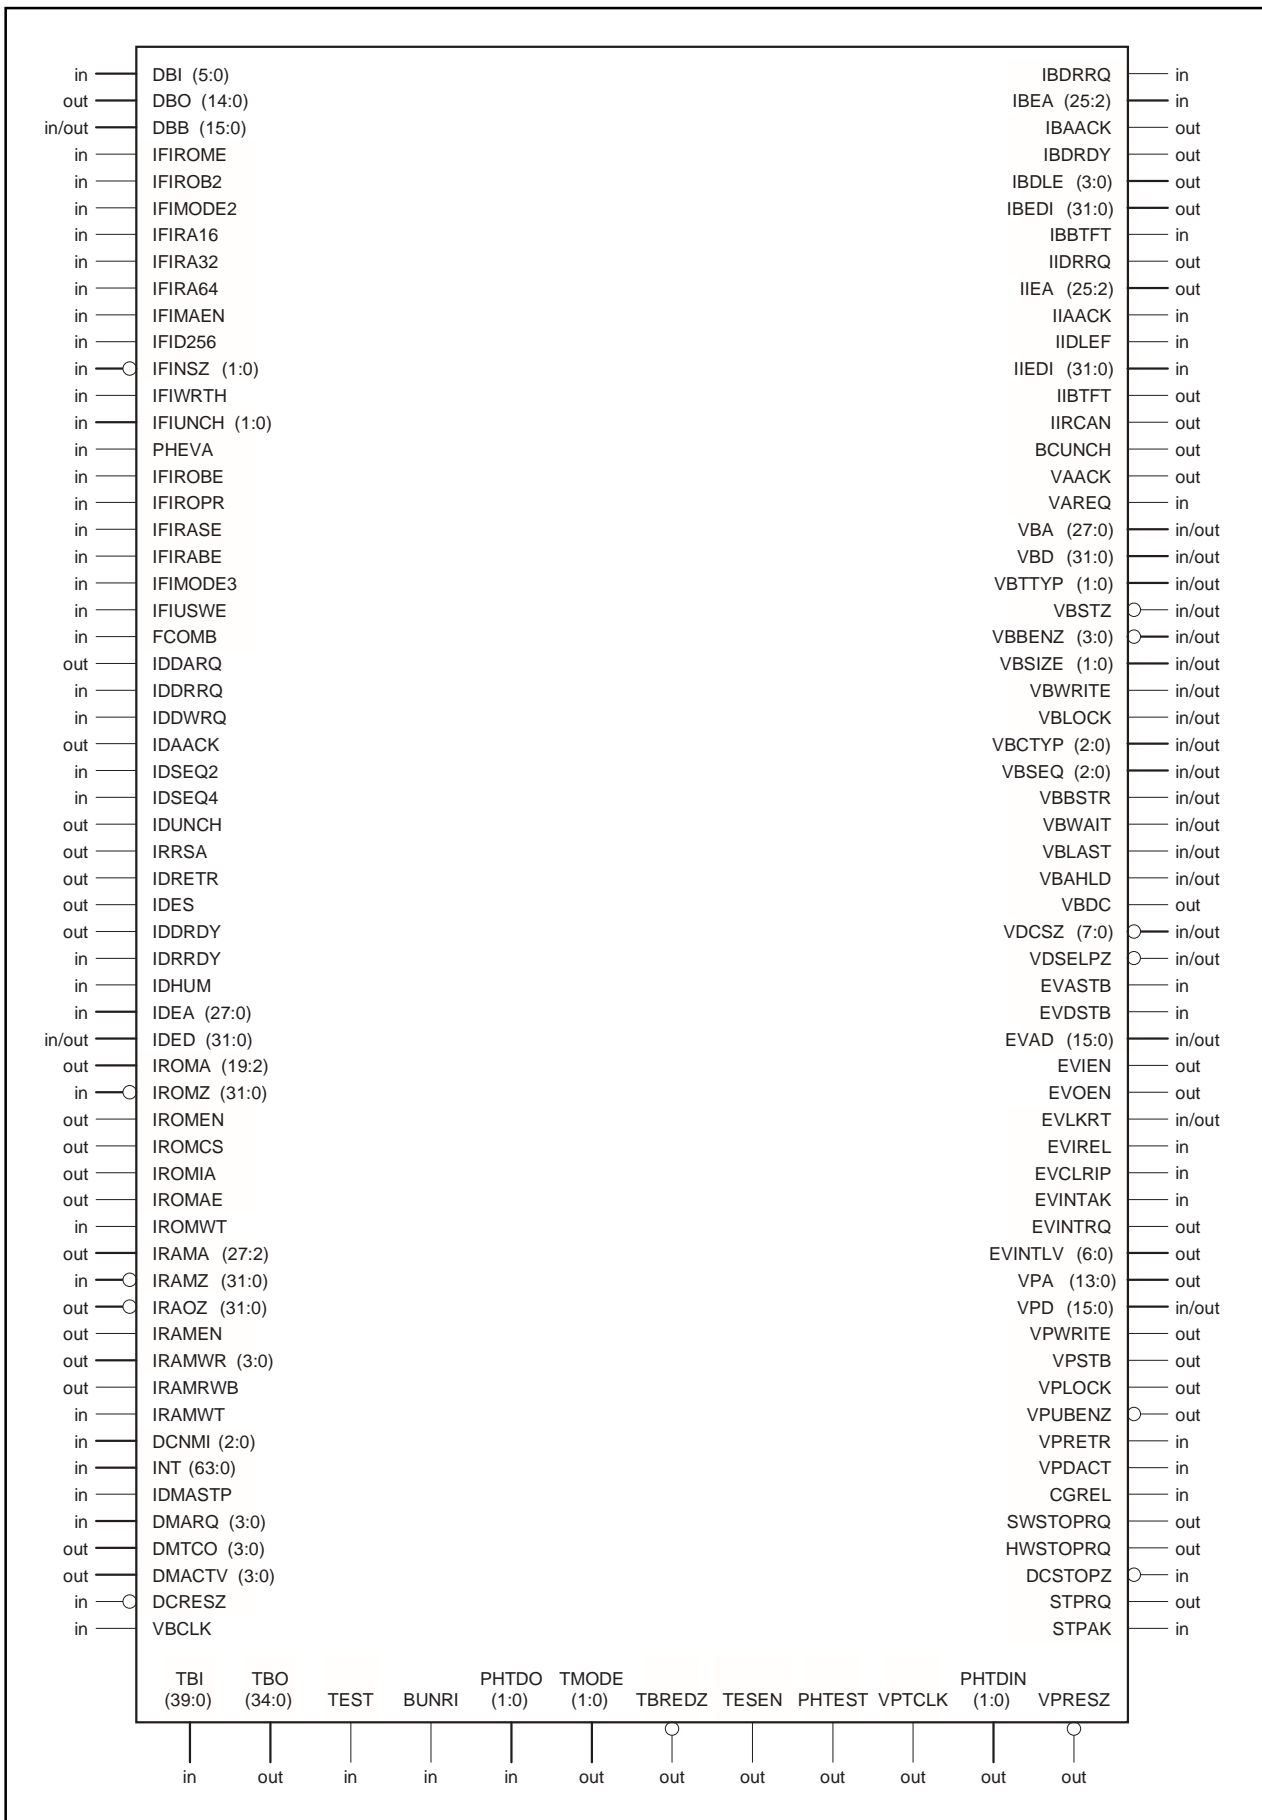 in DBI (5:0) IBDRRQ in
out DBO (14:0) IBEA (25:2) in
in/out DBB (15:0) IBAACK out
in IFIROME IBDRDY out
in IFIROB2 IBDLE (3:0) out
in IFIMODE2 IBEDI (31:0) out
in IFIRA16 IBBTFT in
in IFIRA32 IIDRRQ out
in IFIRA64 IIEA (25:2) out
in IFIMAEN IIAACK in
in IFID256 IIDLEF in
in IFINSZ (1:0) IIEDI (31:0) in
in IFIWRTH IIBTFT out
in IFIUNCH (1:0) IIRCAN out
in PHEVA BCUNCH out
in IFIROBE VAACK out
in IFIROPR VAREQ in
in IFIRASE VBA (27:0) in/out
in IFIRABE VBD (31:0) in/out
in IFIMODE3 VBTTYP (1:0) in/out
in IFIUSWE VBSTZ in/out
in FCOMB VBBENZ (3:0) in/out
out IDDARQ VBSIZE (1:0) in/out
in IDDRRQ VBWRITE in/out
in IDDWRQ VBLOCK in/out
out IDAACK VBCTYP (2:0) in/out
in IDSEQ2 VBSEQ (2:0) in/out
in IDSEQ4 VBBSTR in/out
out IDUNCH VBWAIT in/out
out IRRSA VBLAST in/out
out IDRETR VBAHLD in/out
out IDES VBDC out
out IDDRDY VDCSZ (7:0) in/out
in IDRRDY VDSELPZ in/out
in IDHUM EVASTB in
in IDEA (27:0) EVDSTB in
in/out IDED (31:0) EVAD (15:0) in/out
out IROMA (19:2) EVIEN out
in IROMZ (31:0) EVOEN out
out IROMEN EVLKRT in/out
out IROMCS EVIREL in
out IROMIA EVCLRIP in
out IROMAE EVINTAK in
in IROMWT EVINTRQ out
out IRAMA (27:2) EVINTLV (6:0) out
in IRAMZ (31:0) VPA (13:0) out
out IRAOZ (31:0) VPD (15:0) in/out
out IRAMEN VPWRITE out
out IRAMWR (3:0) VPSTB out
out IRAMRWB VPLOCK out
in IRAMWT VPUBENZ out
in DCNMI (2:0) VPRETR in
in INT (63:0) VPDACT in
in IDMASTP CGREL in
in DMARQ (3:0) SWSTOPRQ out
out DMTCO (3:0) HWSTOPRQ out
out DMACTV (3:0) DCSTOPZ in
in DCRESZ STPRQ out
in VBCLK STPAK in
TBI TBO PHTDO TMODE PHTDIN
(39:0) (34:0) TEST BUNRI (1:0) (1:0) TBREDZ TESEN PHTEST VPTCLK (1:0) VPRESZ
in out in in in out out out out out out out